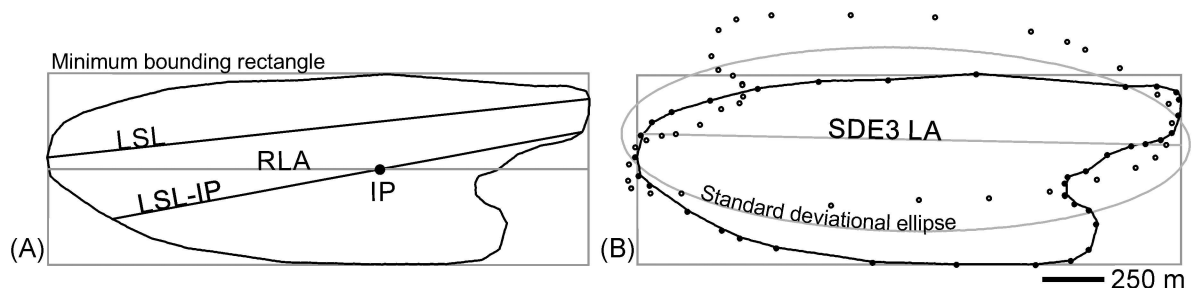 Minimum bounding rectangle
LSL
RLA
LSL-IP
IP
(A)
SDE3 LA
Standard deviational ellipse
(B)
250 m